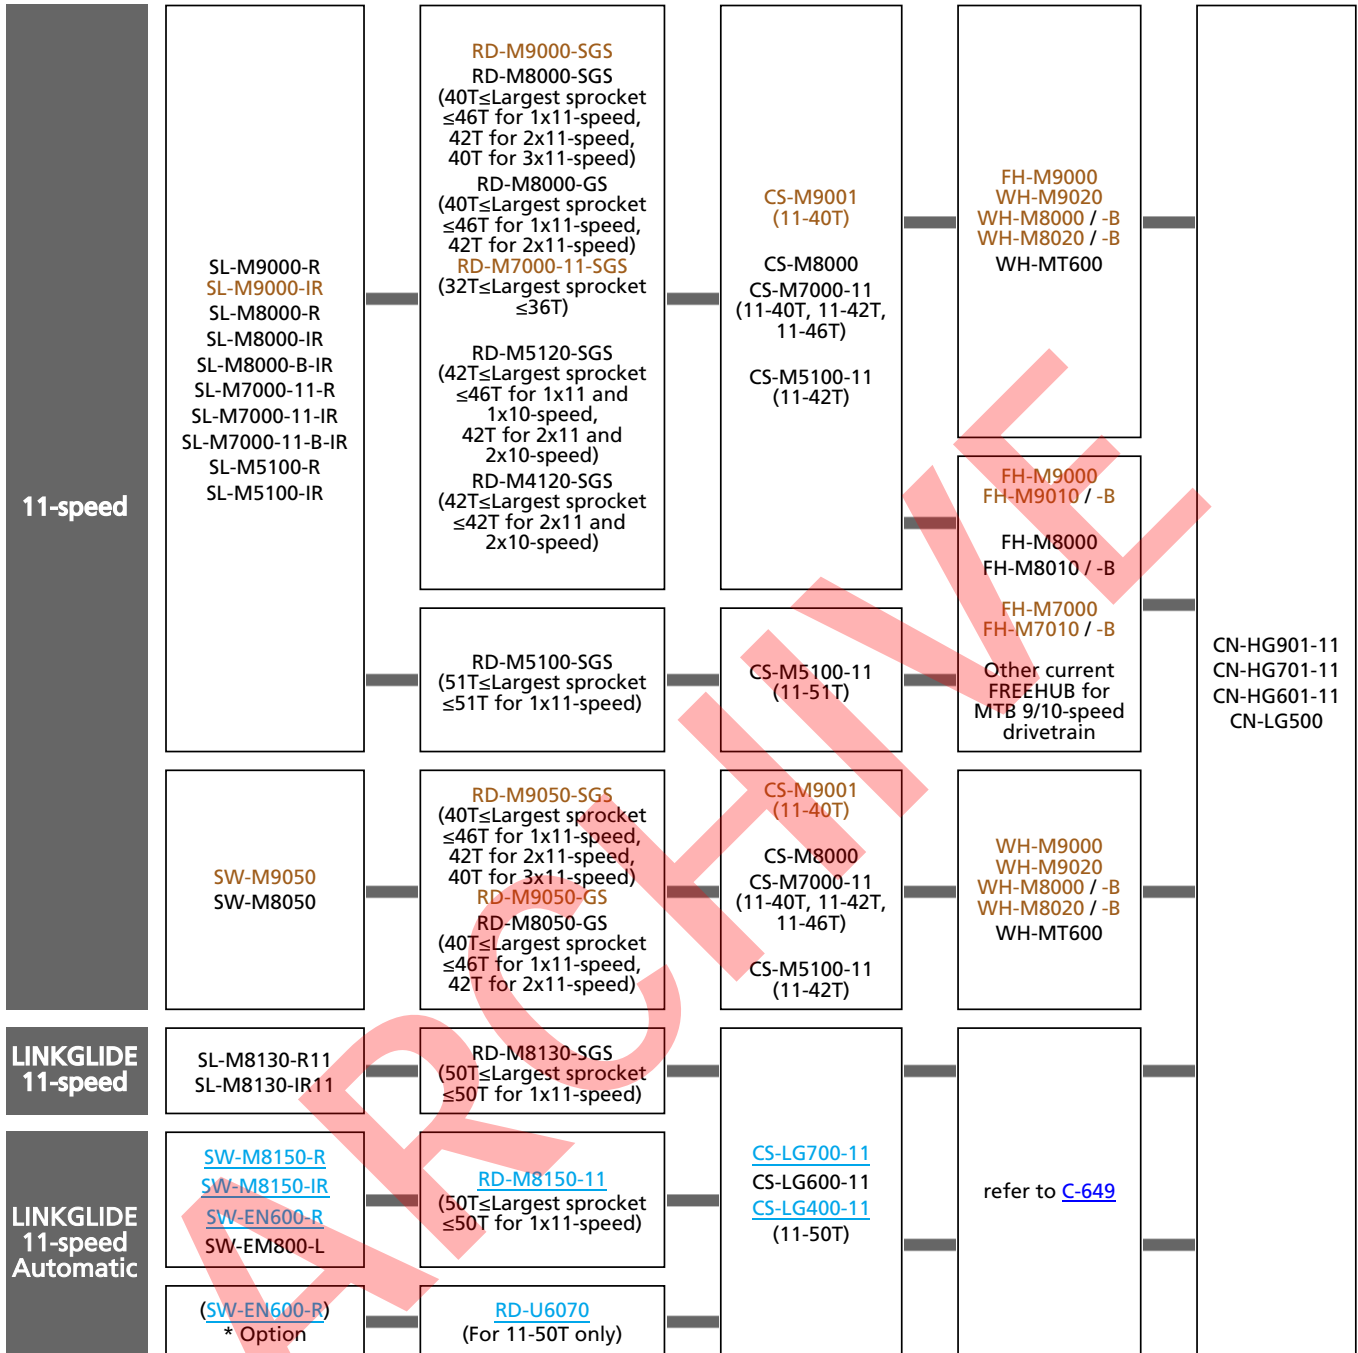 11-speed
SL-M9000-R
SL-M9000-IR
SL-M8000-R
SL-M8000-IR
SL-M8000-B-IR
SL-M7000-11-R
SL-M7000-11-IR
SL-M7000-11-B-IR
SL-M5100-R
SL-M5100-IR
RD-M9000-SGS
RD-M8000-SGS
(40T≤Largest sprocket
≤46T for 1x11-speed,
42T for 2x11-speed,
40T for 3x11-speed)
RD-M8000-GS
(40T≤Largest sprocket
≤46T for 1x11-speed,
42T for 2x11-speed)
RD-M7000-11-SGS
(32T≤Largest sprocket
≤36T)
RD-M5120-SGS
(42T≤Largest sprocket
≤46T for 1x11 and
1x10-speed,
42T for 2x11 and
2x10-speed)
RD-M4120-SGS
(42T≤Largest sprocket
≤42T for 2x11 and
2x10-speed)
CS-M9001
(11-40T)
CS-M8000
CS-M7000-11
(11-40T, 11-42T,
11-46T)
CS-M5100-11
(11-42T)
FH-M9000
WH-M9020
WH-M8000 / -B
WH-M8020 / -B
WH-MT600
FH-M9000
FH-M9010 / -B
FH-M8000
FH-M8010 / -B
FH-M7000
FH-M7010 / -B
Other current
FREEHUB for
MTB 9/10-speed
drivetrain
RD-M5100-SGS
(51T≤Largest sprocket
≤51T for 1x11-speed)
CS-M5100-11
(11-51T)
CN-HG901-11
CN-HG701-11
CN-HG601-11
CN-LG500
SW-M9050
SW-M8050
RD-M9050-SGS
(40T≤Largest sprocket
≤46T for 1x11-speed,
42T for 2x11-speed,
40T for 3x11-speed)
RD-M9050-GS
RD-M8050-GS
(40T≤Largest sprocket
≤46T for 1x11-speed,
42T for 2x11-speed)
CS-M9001
(11-40T)
CS-M8000
CS-M7000-11
(11-40T, 11-42T,
11-46T)
CS-M5100-11
(11-42T)
WH-M9000
WH-M9020
WH-M8000 / -B
WH-M8020 / -B
WH-MT600
LINKGLIDE
11-speed
SL-M8130-R11
SL-M8130-IR11
RD-M8130-SGS
(50T≤Largest sprocket
≤50T for 1x11-speed)
LINKGLIDE
11-speed
Automatic
SW-M8150-R
SW-M8150-IR
SW-EN600-R
SW-EM800-L
RD-M8150-11
(50T≤Largest sprocket
≤50T for 1x11-speed)
CS-LG700-11
CS-LG600-11
CS-LG400-11
(11-50T)
refer to C-649
(SW-EN600-R)
* Option
RD-U6070
(For 11-50T only)
ARCHIVE